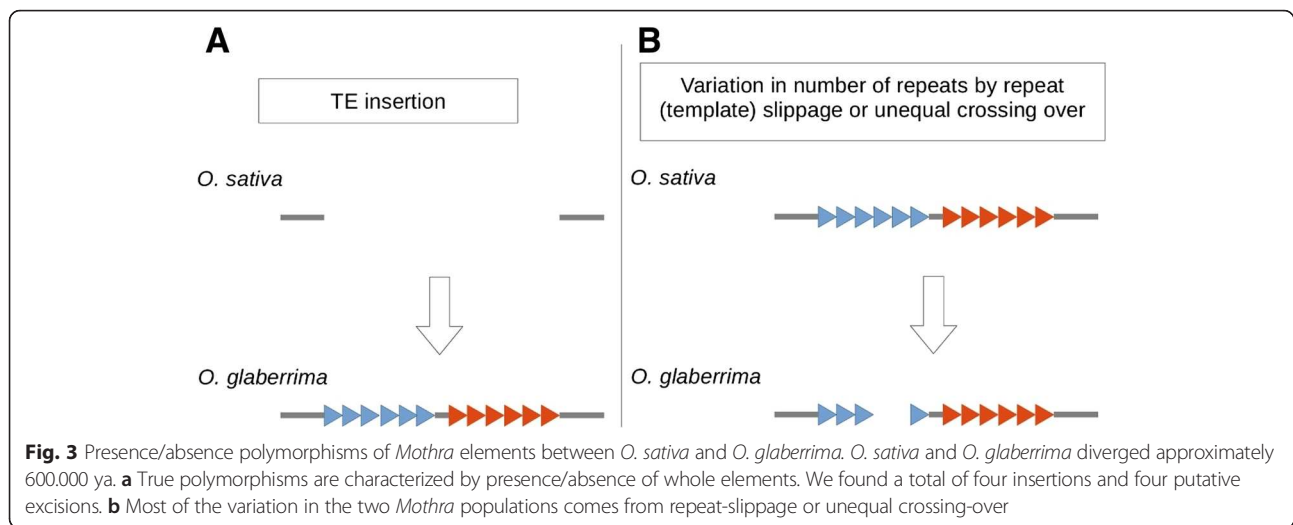 A
TE insertion
O. sativa
O. glaberrima
B
Variation in number of repeats by repeat
(template) slippage or unequal crossing over
O. sativa
O. glaberrima
Fig. 3 Presence/absence polymorphisms of Mothra elements between O. sativa and O. glaberrima. O. sativa and O. glaberrima diverged approximately
600.000 ya. a True polymorphisms are characterized by presence/absence of whole elements. We found a total of four insertions and four putative
excisions. b Most of the variation in the two Mothra populations comes from repeat-slippage or unequal crossing-over